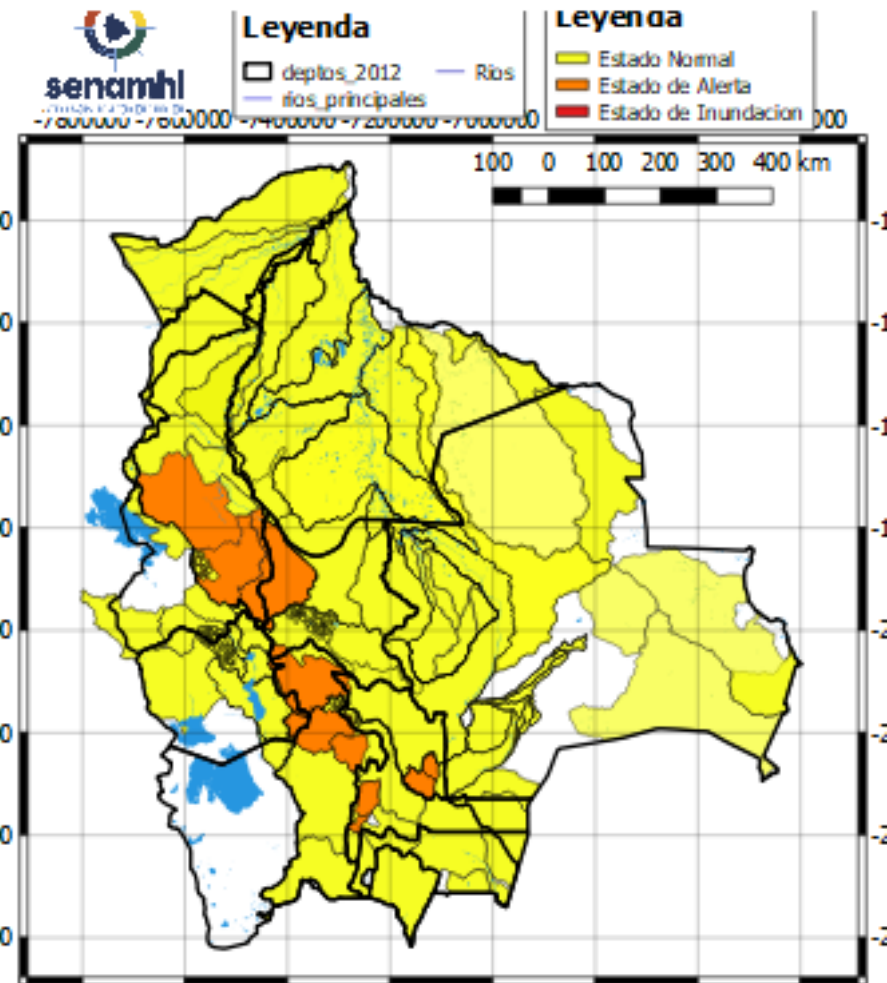 senamhi
Leyenda
deptos_2012
Rios
rios_principales
Leyenda
Estado Normal
Estado de Alerta
Estado de Inundacion
-7800000 -7600000 -7400000 -7200000 -7000000
100 0 100 200 300 400 km